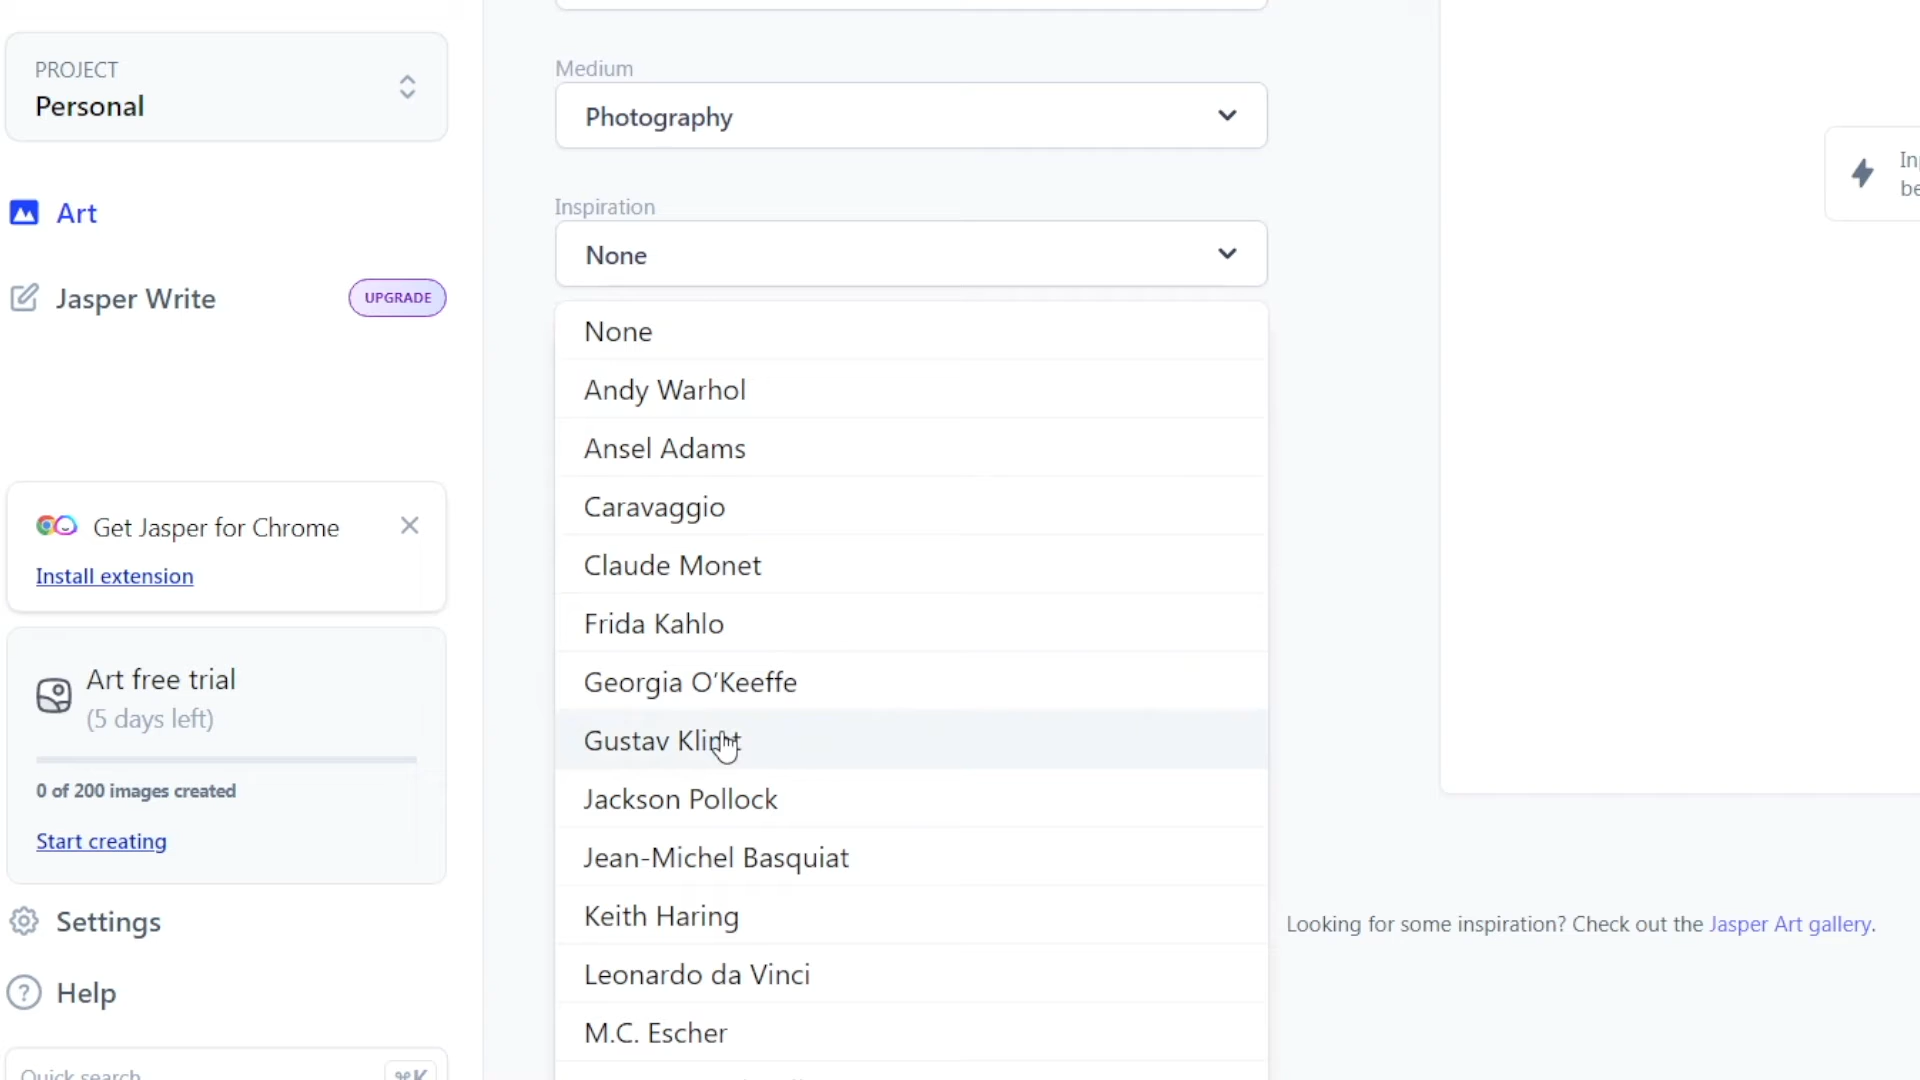 PROJECT
Personal
Art
Jasper Write
UPGRADE
Get Jasper for Chrome
Install extension
Art free trial
(5 days left)
0 of 200 images created
Start creating
Settings
Help
Quick search
⌘K
Medium
Photography
Inspiration
None
None
Andy Warhol
Ansel Adams
Caravaggio
Claude Monet
Frida Kahlo
Georgia O'Keeffe
Gustav Klimt
Jackson Pollock
Jean-Michel Basquiat
Keith Haring
Leonardo da Vinci
M.C. Escher
Looking for some inspiration? Check out the Jasper Art gallery.